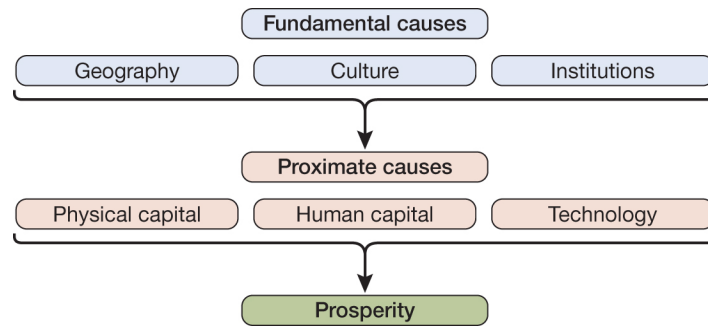 Fundamental causes
Geography
Culture
Institutions
Proximate causes
Physical capital
Human capital
Technology
Prosperity